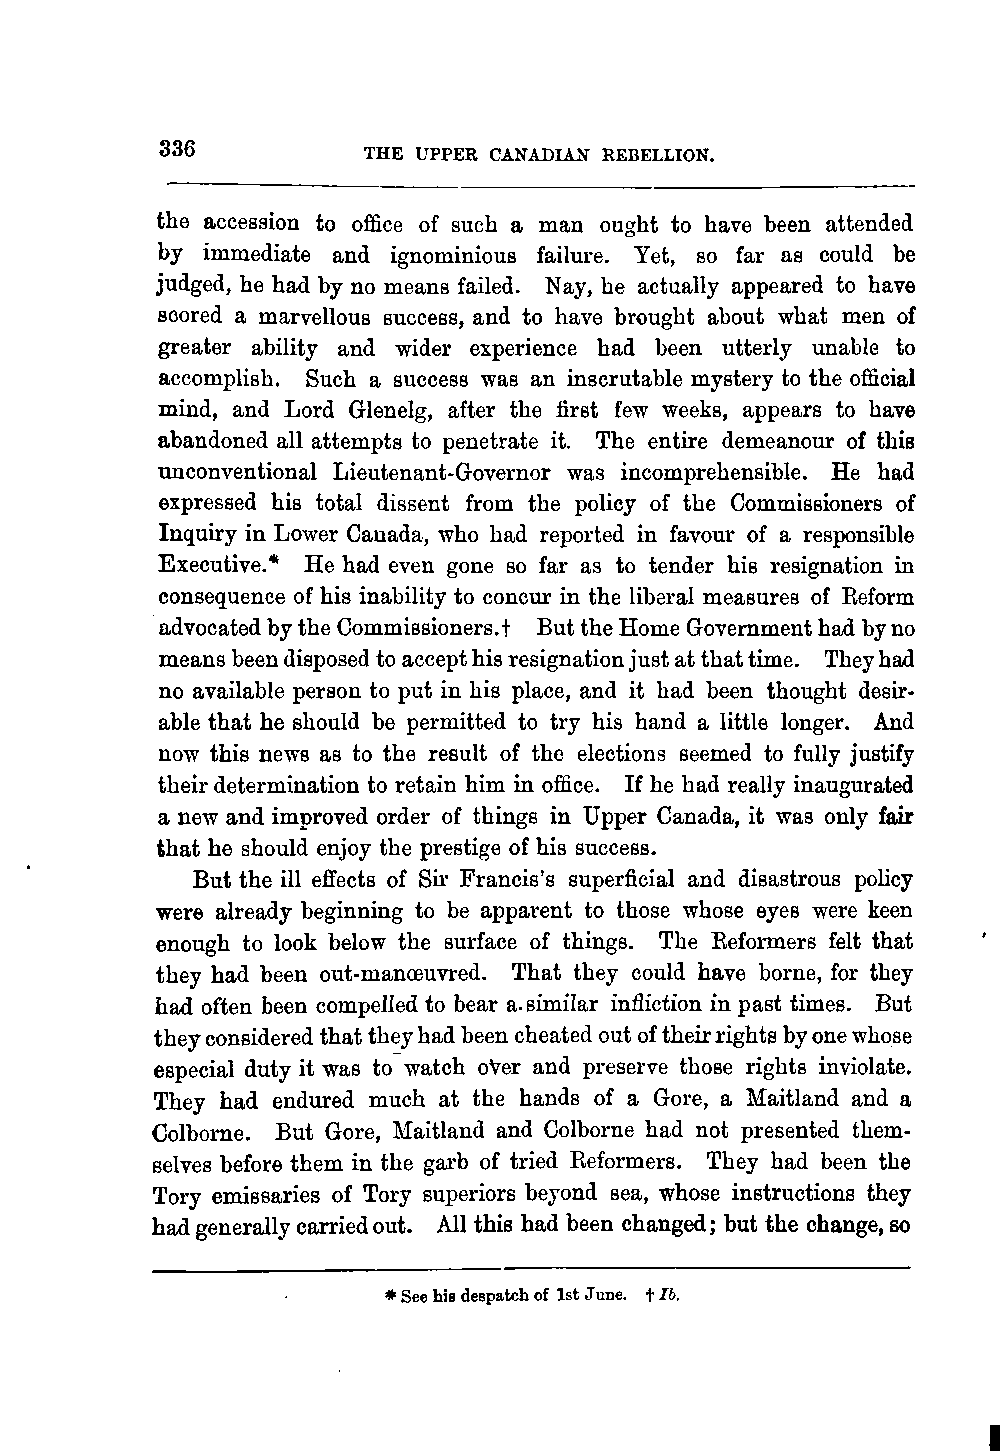 336
THE UPPER CANADIAN REBELLION.
the accession to office of such a man ought to have been attended
by immediate and ignominious failure. Yet, so far as could be
judged, he had by no means failed. Nay, he actually appeared to have
scored a marvellous success, and to have brought about what men of
greater ability and wider experience had been utterly unable to
accomplish. Such a success was an inscrutable mystery to the official
mind, and Lord Glenelg, after the first few weeks, appears to have
abandoned all attempts to penetrate it. The entire demeanour of this
unconventional Lieutenant-Governor was incomprehensible. He had
expressed his total dissent from the policy of the Commissioners of
Inquiry in Lower Canada, who had reported in favour of a responsible
Executive.* He had even gone so far as to tender his resignation in
consequence of his inability to concur in the liberal measures of Reform
advocated by the Commissioners.† But the Home Government had by no
means been disposed to accept his resignation just at that time. They had
no available person to put in his place, and it had been thought desir-
able that he should be permitted to try his hand a little longer. And
now this news as to the result of the elections seemed to fully justify
their determination to retain him in office. If he had really inaugurated
a new and improved order of things in Upper Canada, it was only fair
that he should enjoy the prestige of his success.
But the ill effects of Sir Francis's superficial and disastrous policy
were already beginning to be apparent to those whose eyes were keen
enough to look below the surface of things. The Reformers felt that
they had been out-manœuvred. That they could have borne, for they
had often been compelled to bear a similar infliction in past times. But
they considered that they had been cheated out of their rights by one whose
especial duty it was to watch over and preserve those rights inviolate.
They had endured much at the hands of a Gore, a Maitland and a
Colborne. But Gore, Maitland and Colborne had not presented them-
selves before them in the garb of tried Reformers. They had been the
Tory emissaries of Tory superiors beyond sea, whose instructions they
had generally carried out. All this had been changed; but the change, so
* See his despatch of 1st June. † Ib.